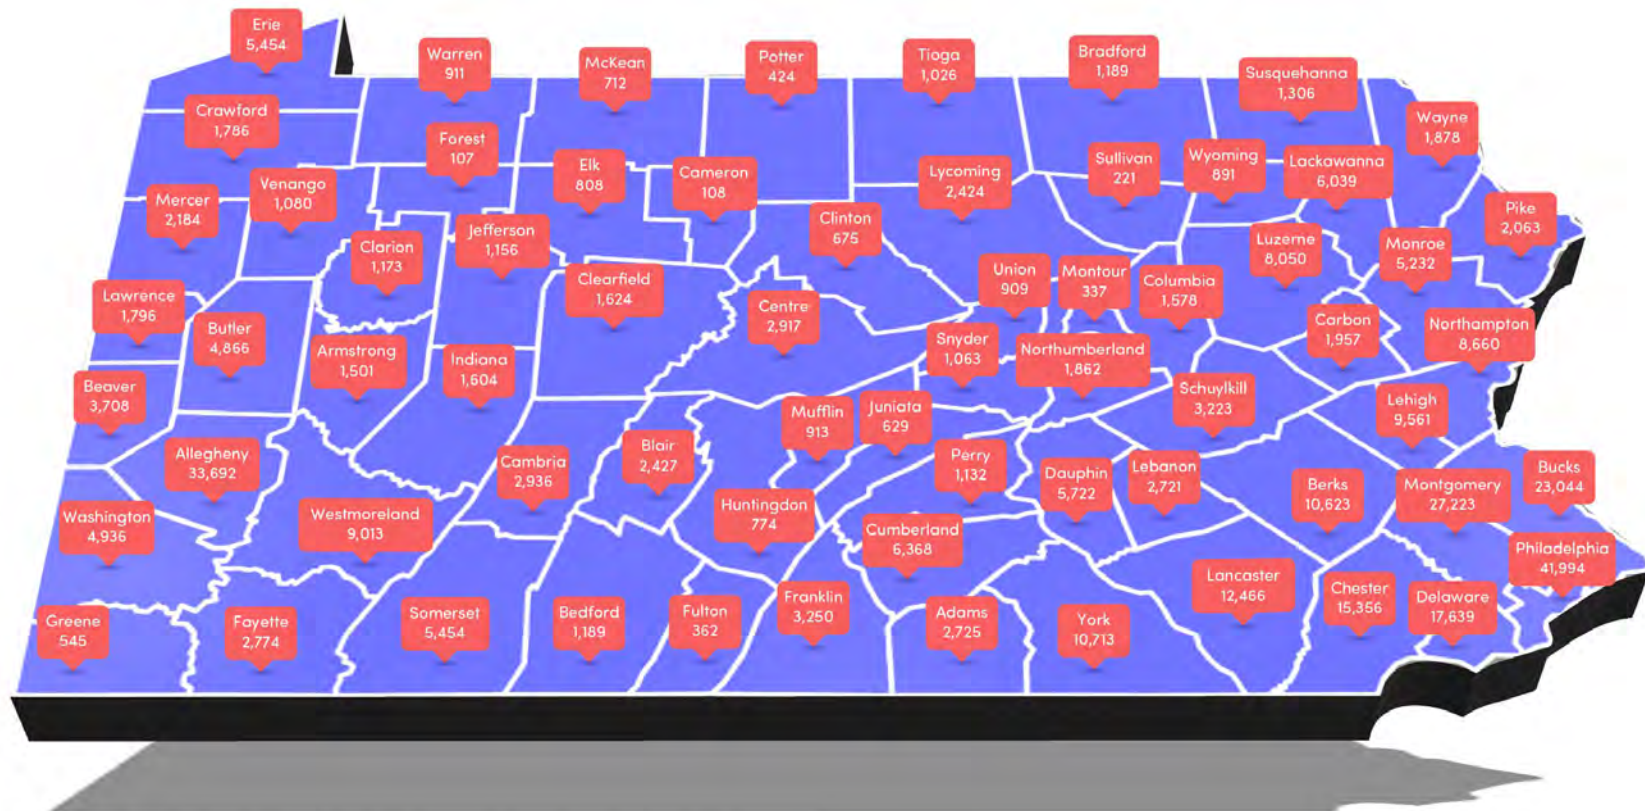 Erie
5,454
Warren
911
McKean
712
Potter
424
Tioga
1,026
Bradford
1,189
Susquehanna
1,306
Crawford
1,786
Forest
107
Wayne
1,878
Elk
808
Cameron
108
Lycoming
2,424
Sullivan
221
Wyoming
891
Lackawanna
6,039
Venango
1,080
Mercer
2,184
Pike
2,063
Clinton
675
Jefferson
1,156
Clarion
1,173
Luzerne
8,050
Monroe
5,232
Clearfield
1,624
Union
909
Montour
337
Columbia
1,578
Lawrence
1,796
Centre
2,917
Butler
4,866
Carbon
1,957
Northampton
8,660
Snyder
1,063
Northumberland
1,862
Armstrong
1,501
Indiana
1,604
Beaver
3,708
Schuylkill
3,223
Lehigh
9,561
Mufflin
913
Juniata
629
Allegheny
33,692
Cambria
2,936
Blair
2,427
Perry
1,132
Dauphin
5,722
Lebanon
2,721
Berks
10,623
Montgomery
27,223
Bucks
23,044
Huntingdon
774
Washington
4,936
Westmoreland
9,013
Cumberland
6,368
Philadelphia
41,994
Lancaster
12,466
Chester
15,356
Delaware
17,639
Greene
545
Fayette
2,774
Somerset
5,454
Bedford
1,189
Fulton
362
Franklin
3,250
Adams
2,725
York
10,713